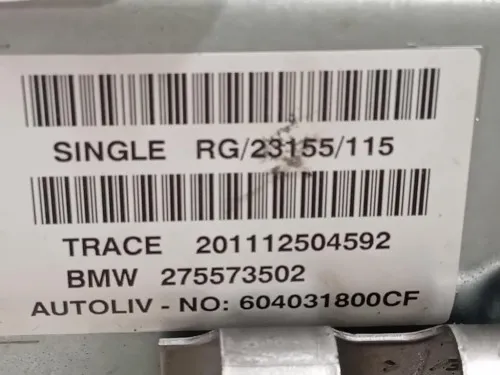 SINGLE RG/23155/115
TRACE 201112504592
BMW 275573502
AUTOLIV - NO: 604031800CF